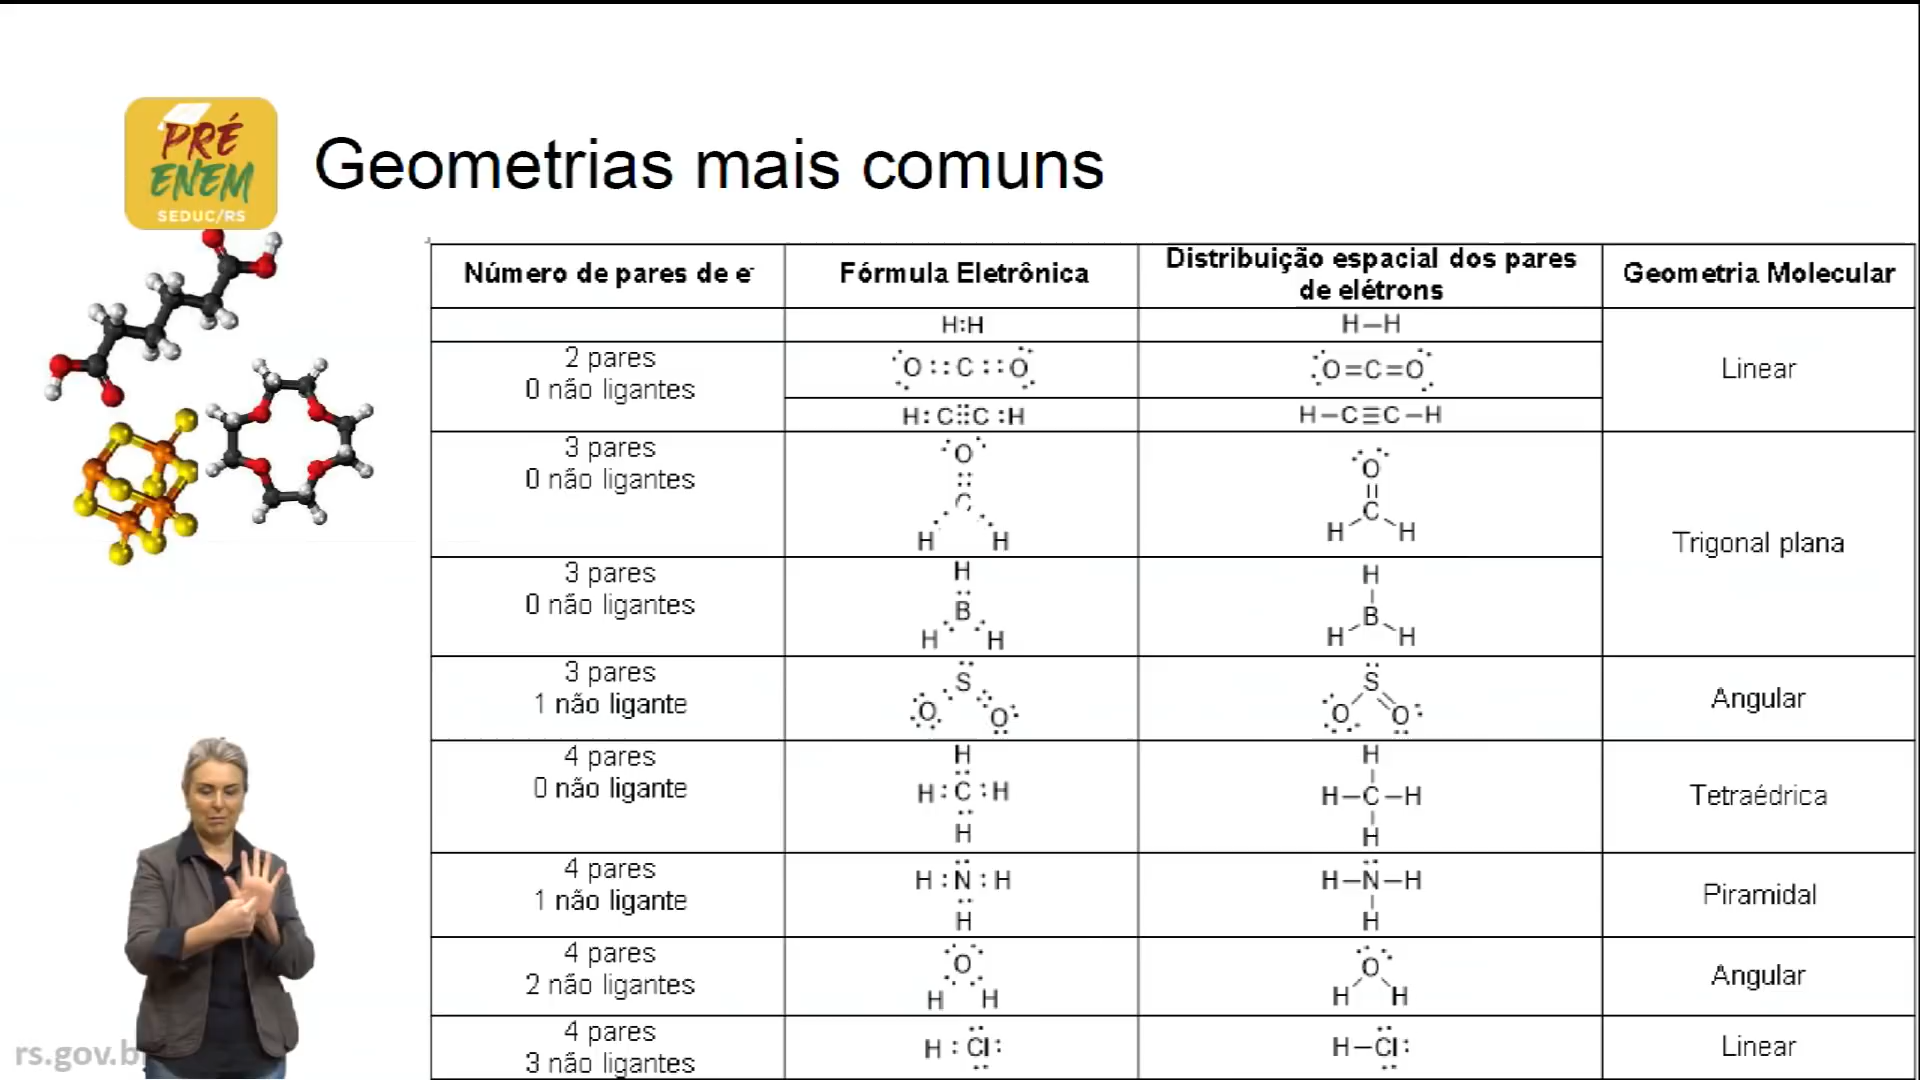 PRÉ
ENEM
SEDUC/RS
Geometrias mais comuns
Número de pares de e-
Fórmula Eletrônica
Distribuição espacial dos pares
de elétrons
Geometria Molecular
H:H
H–H
Linear
2 pares
0 não ligantes
O::C::O
O=C=O
H:C⋮⋮C:H
H–C≡C–H
3 pares
0 não ligantes
O
C
H H
O
C
H H
Trigonal plana
3 pares
0 não ligantes
H
B
H H
H
B
H H
3 pares
1 não ligante
S
O O
S
O O
Angular
4 pares
0 não ligante
H
H:C:H
H
H
H–C–H
H
Tetraédrica
4 pares
1 não ligante
H:N:H
H
H–N–H
H
Piramidal
4 pares
2 não ligantes
O
H H
O
H H
Angular
4 pares
3 não ligantes
H:Cl:
H–Cl:
Linear
rs.gov.b